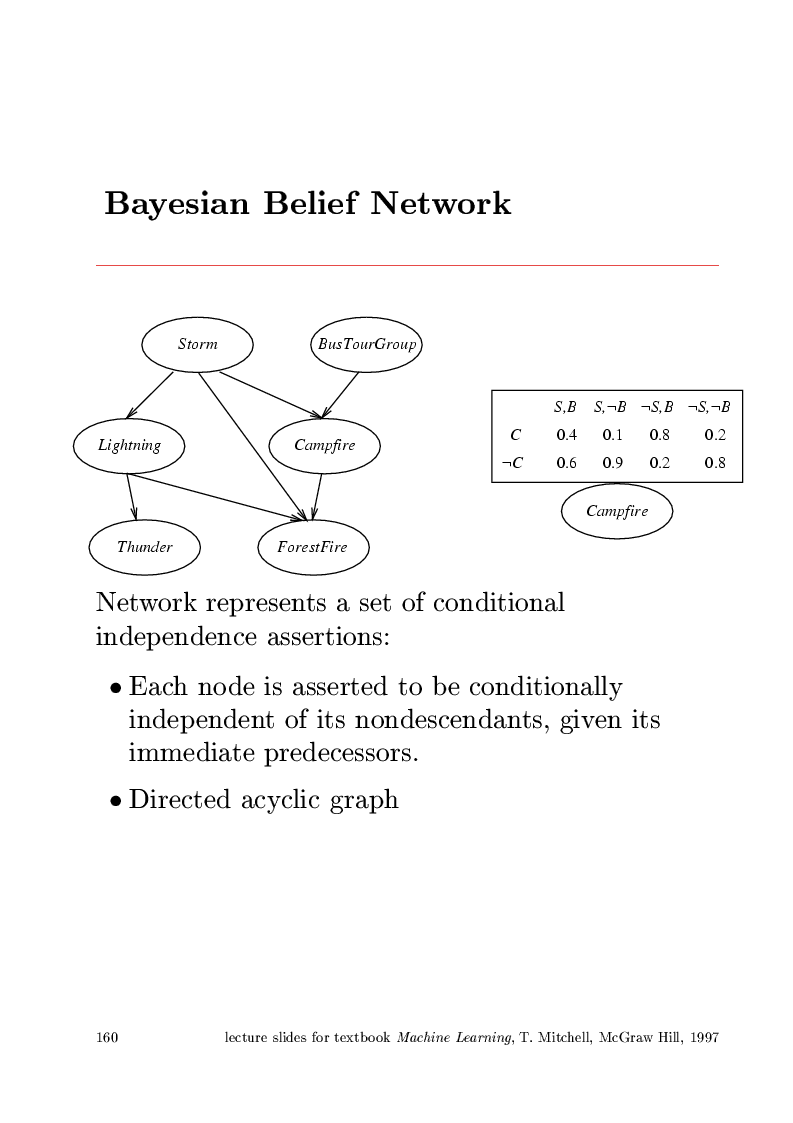 Bayesian Belief Network
Storm
BusTourGroup
Lightning
Campfire
Thunder
ForestFire
S,B S,¬B ¬S,B ¬S,¬B
C 0.4 0.1 0.8 0.2
¬C 0.6 0.9 0.2 0.8
Campfire
Network represents a set of conditional
independence assertions:
• Each node is asserted to be conditionally
independent of its nondescendants, given its
immediate predecessors.
• Directed acyclic graph
160 lecture slides for textbook Machine Learning, T. Mitchell, McGraw Hill, 1997